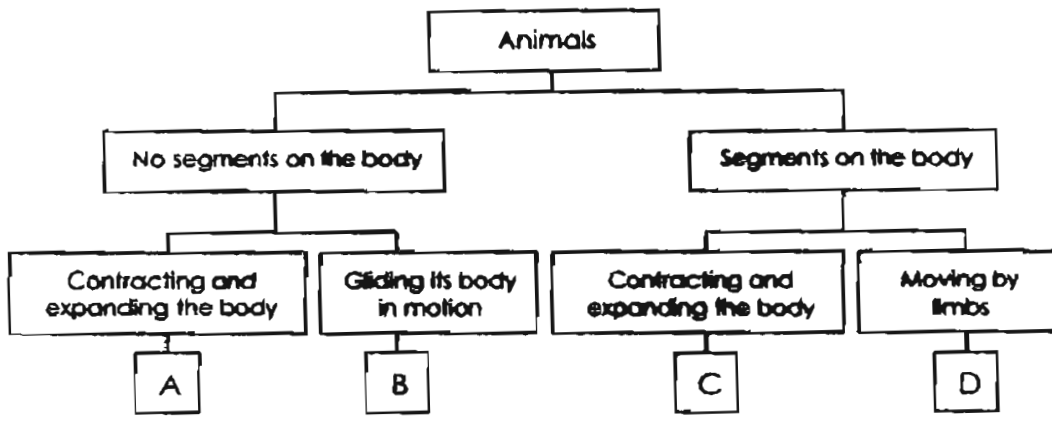 Animals
No segments on the body
Segments on the body
Contracting and
expanding the body
Gliding its body
in motion
Contracting and
expanding the body
Moving by
limbs
A
B
C
D